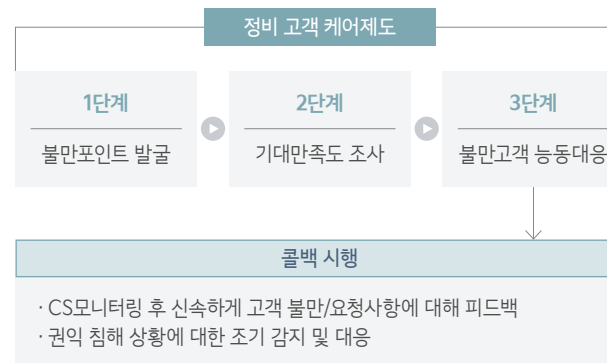 정비 고객 케어제도
1단계
불만포인트 발굴
2단계
기대만족도 조사
3단계
불만고객 능동대응
콜백 시행
· CS모니터링 후 신속하게 고객 불만/요청사항에 대해 피드백
· 권익 침해 상황에 대한 조기 감지 및 대응